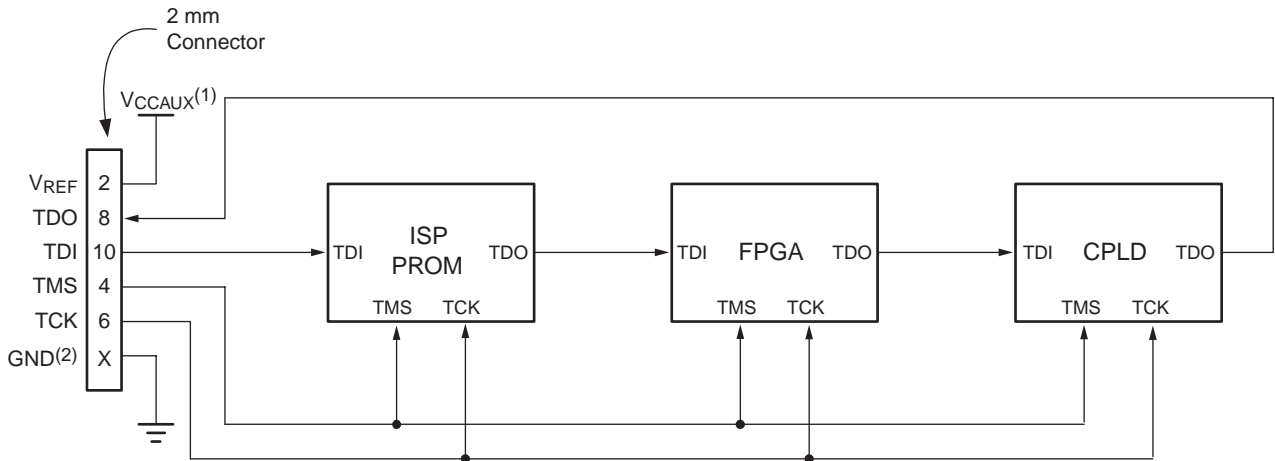 2 mm
Connector
VCCAUX(1)
VREF 2
TDO 8
TDI 10
TMS 4
TCK 6
GND(2) X
TDI ISP PROM TDO
TMS TCK
TDI FPGA TDO
TMS TCK
TDI CPLD TDO
TMS TCK